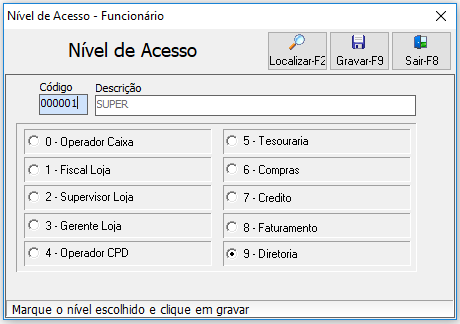 Nível de Acesso - Funcionário
Nível de Acesso
Localizar-F2 Gravar-F9 Sair-F8
Código Descrição
000001 SUPER
0 - Operador Caixa
1 - Fiscal Loja
2 - Supervisor Loja
3 - Gerente Loja
4 - Operador CPD
5 - Tesouraria
6 - Compras
7 - Credito
8 - Faturamento
9 - Diretoria
Marque o nível escolhido e clique em gravar